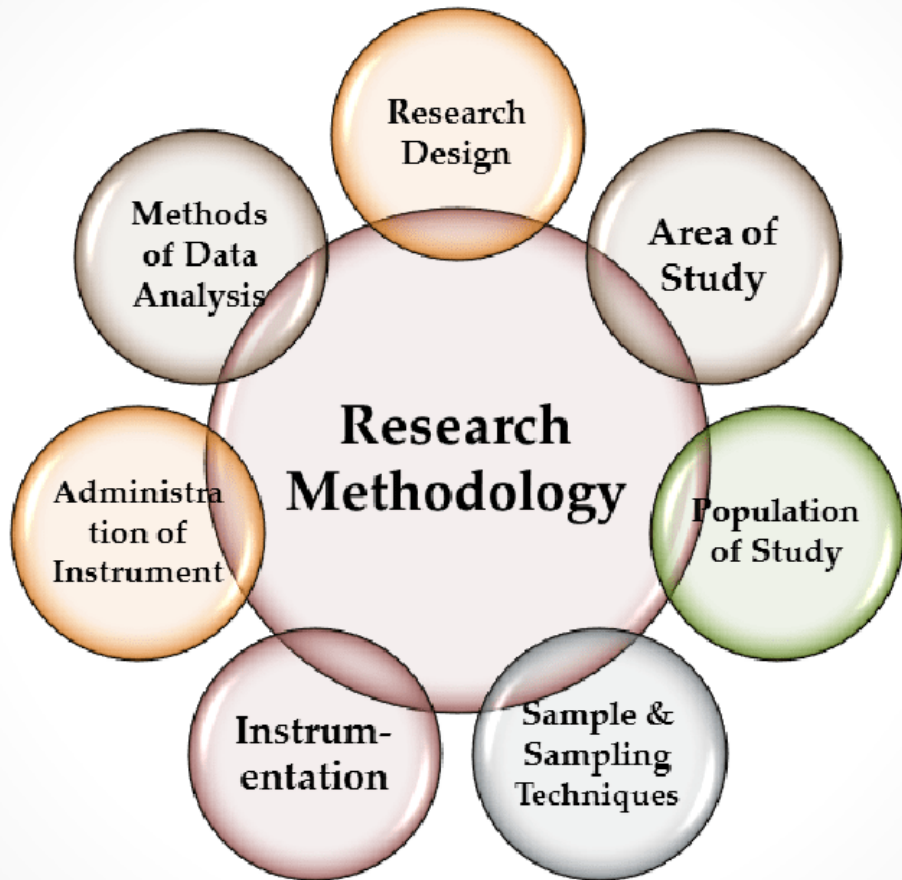 Research
Design
Area of
Study
Population
of Study
Sample &
Sampling
Techniques
Instrum-
entation
Administra
tion of
Instrument
Methods
of Data
Analysis
Research
Methodology